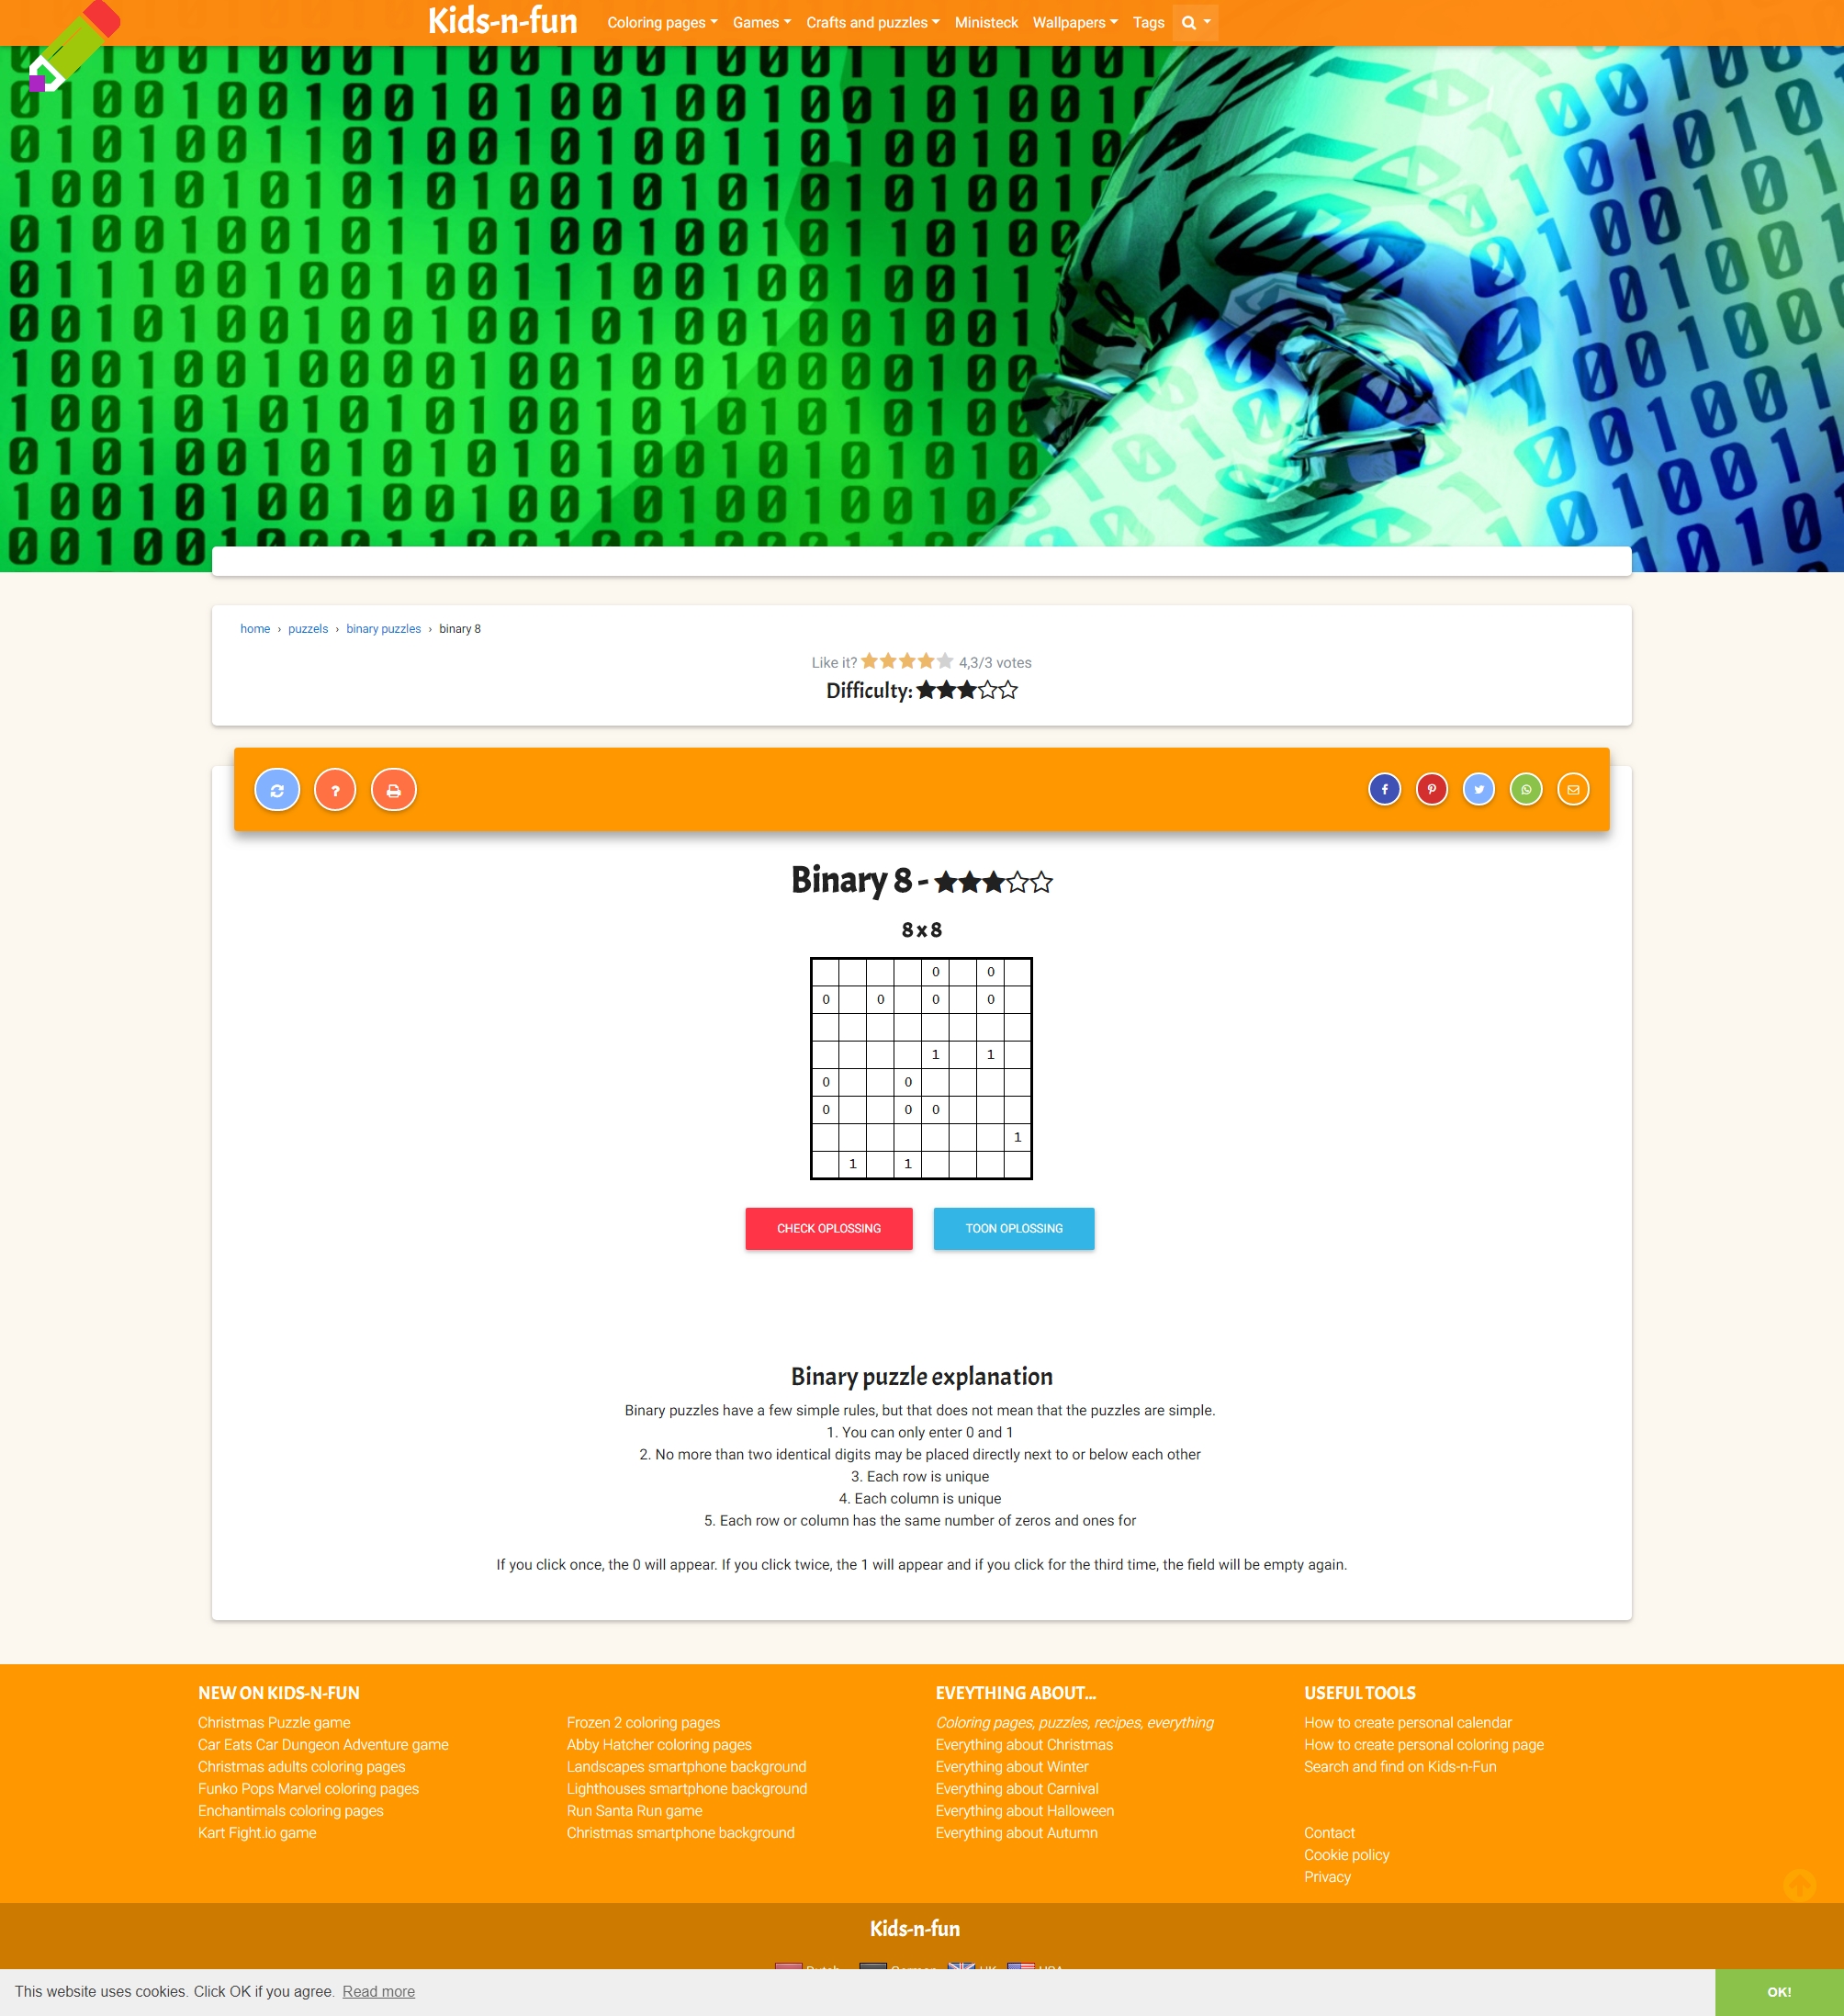 Kids-n-fun Coloring pages Games Crafts and puzzles Ministeck Wallpapers Tags
home › puzzels › binary puzzles › binary 8
Like it? 4,3/3 votes
Difficulty:
?
Binary 8 -
8 x 8
0 0
0 0 0 0
1 1
0 0
0 0 0
1
1 1
CHECK OPLOSSING TOON OPLOSSING
Binary puzzle explanation
Binary puzzles have a few simple rules, but that does not mean that the puzzles are simple.
1. You can only enter 0 and 1
2. No more than two identical digits may be placed directly next to or below each other
3. Each row is unique
4. Each column is unique
5. Each row or column has the same number of zeros and ones for
If you click once, the 0 will appear. If you click twice, the 1 will appear and if you click for the third time, the field will be empty again.
NEW ON KIDS-N-FUN
Christmas Puzzle game
Car Eats Car Dungeon Adventure game
Christmas adults coloring pages
Funko Pops Marvel coloring pages
Enchantimals coloring pages
Kart Fight.io game
Frozen 2 coloring pages
Abby Hatcher coloring pages
Landscapes smartphone background
Lighthouses smartphone background
Run Santa Run game
Christmas smartphone background
EVEYTHING ABOUT...
Coloring pages, puzzles, recipes, everything
Everything about Christmas
Everything about Winter
Everything about Carnival
Everything about Halloween
Everything about Autumn
USEFUL TOOLS
How to create personal calendar
How to create personal coloring page
Search and find on Kids-n-Fun
Contact
Cookie policy
Privacy
Kids-n-fun
This website uses cookies. Click OK if you agree. Read more OK!